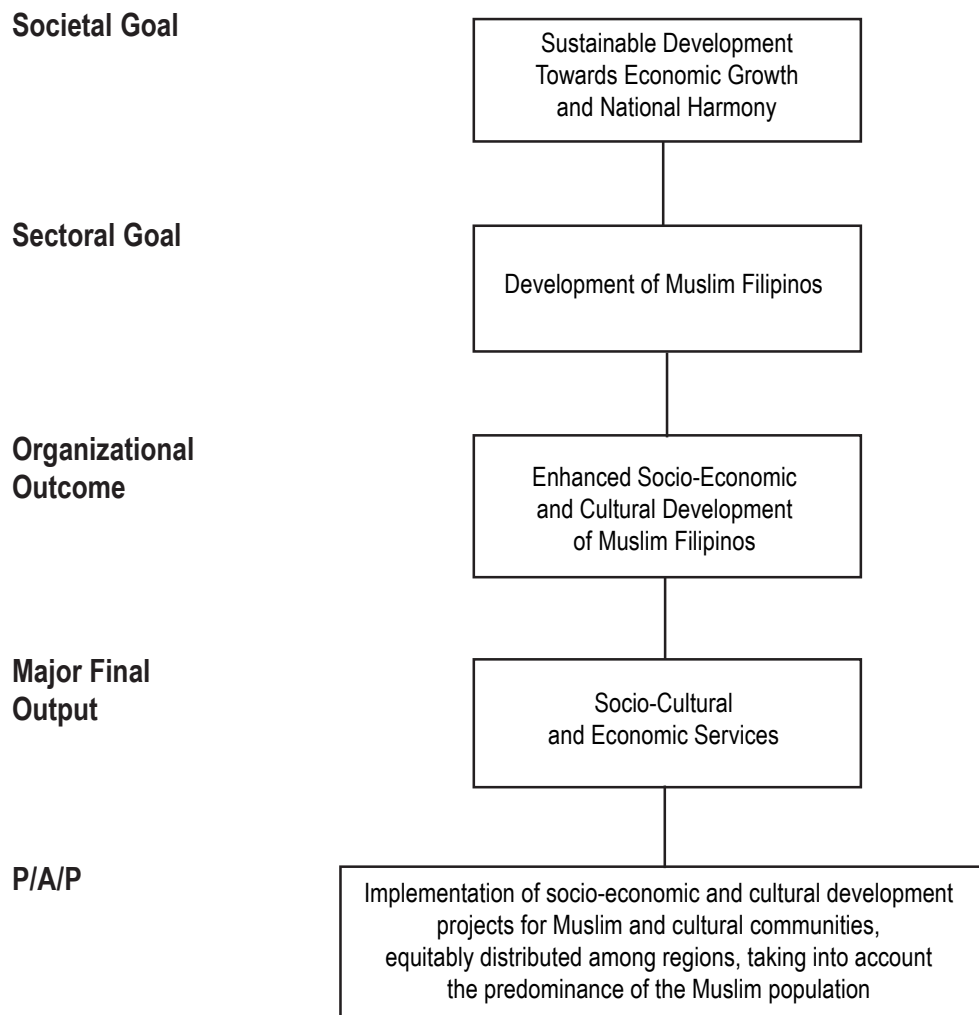 Societal Goal
Sustainable Development
Towards Economic Growth
and National Harmony
Sectoral Goal
Development of Muslim Filipinos
Organizational
Outcome
Enhanced Socio-Economic
and Cultural Development
of Muslim Filipinos
Major Final
Output
Socio-Cultural
and Economic Services
P/A/P
Implementation of socio-economic and cultural development
projects for Muslim and cultural communities,
equitably distributed among regions, taking into account
the predominance of the Muslim population